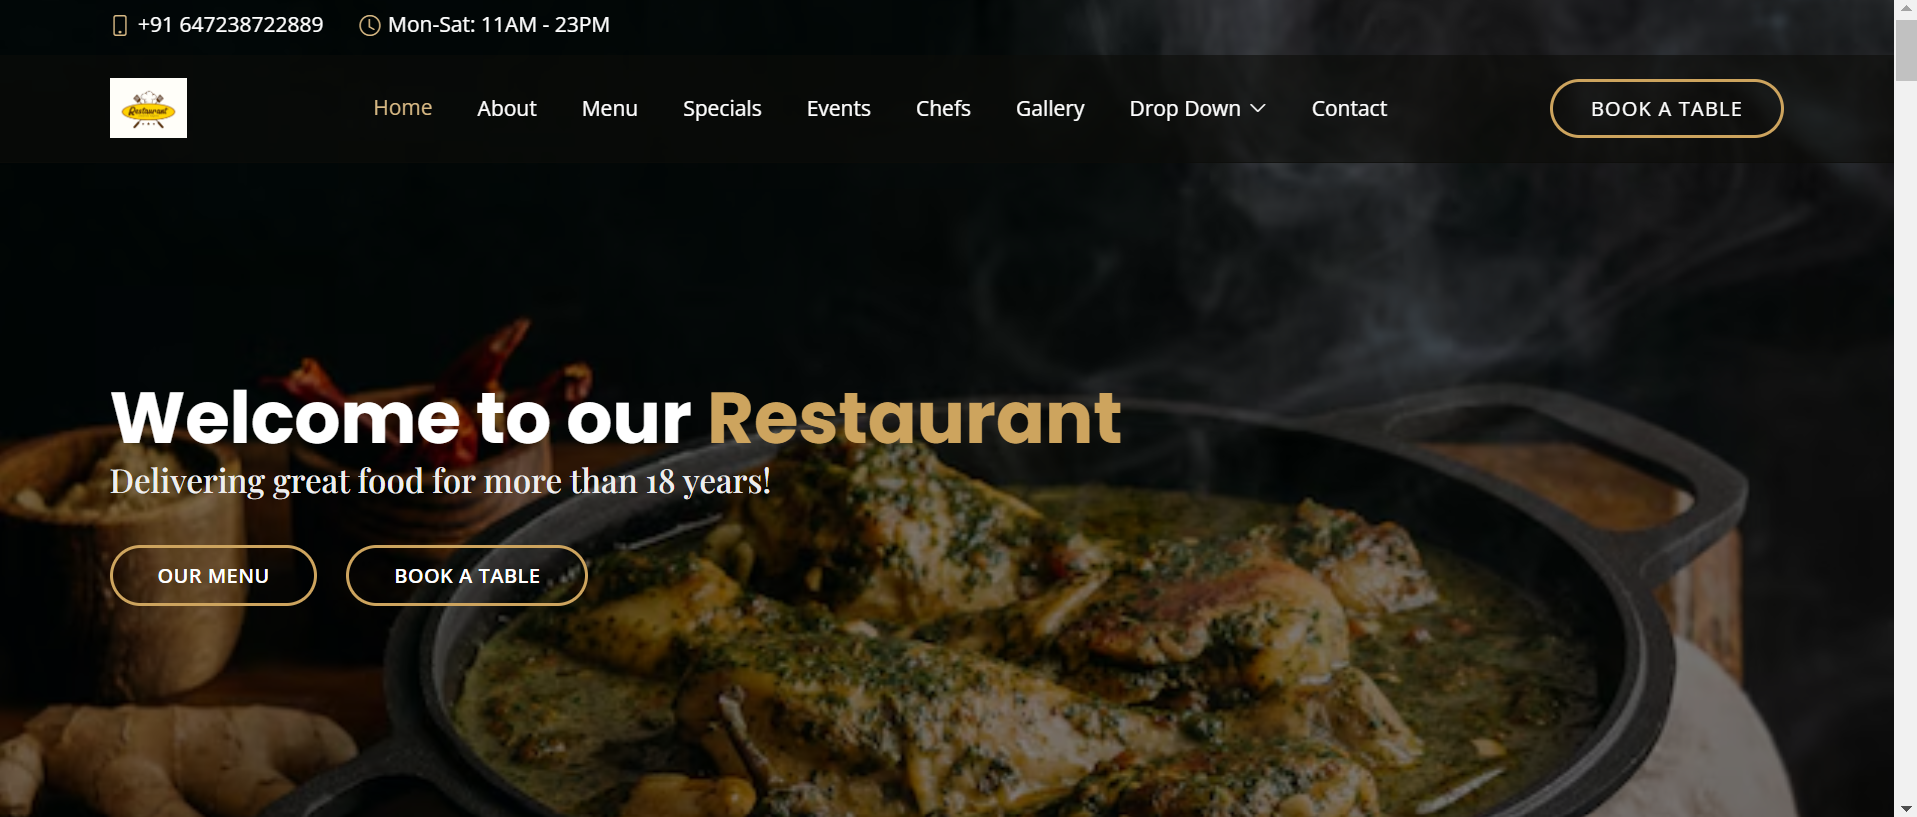 +91 647238722889 Mon-Sat: 11AM - 23PM
Restaurant
Home About Menu Specials Events Chefs Gallery Drop Down Contact BOOK A TABLE
Welcome to our Restaurant
Delivering great food for more than 18 years!
OUR MENU BOOK A TABLE